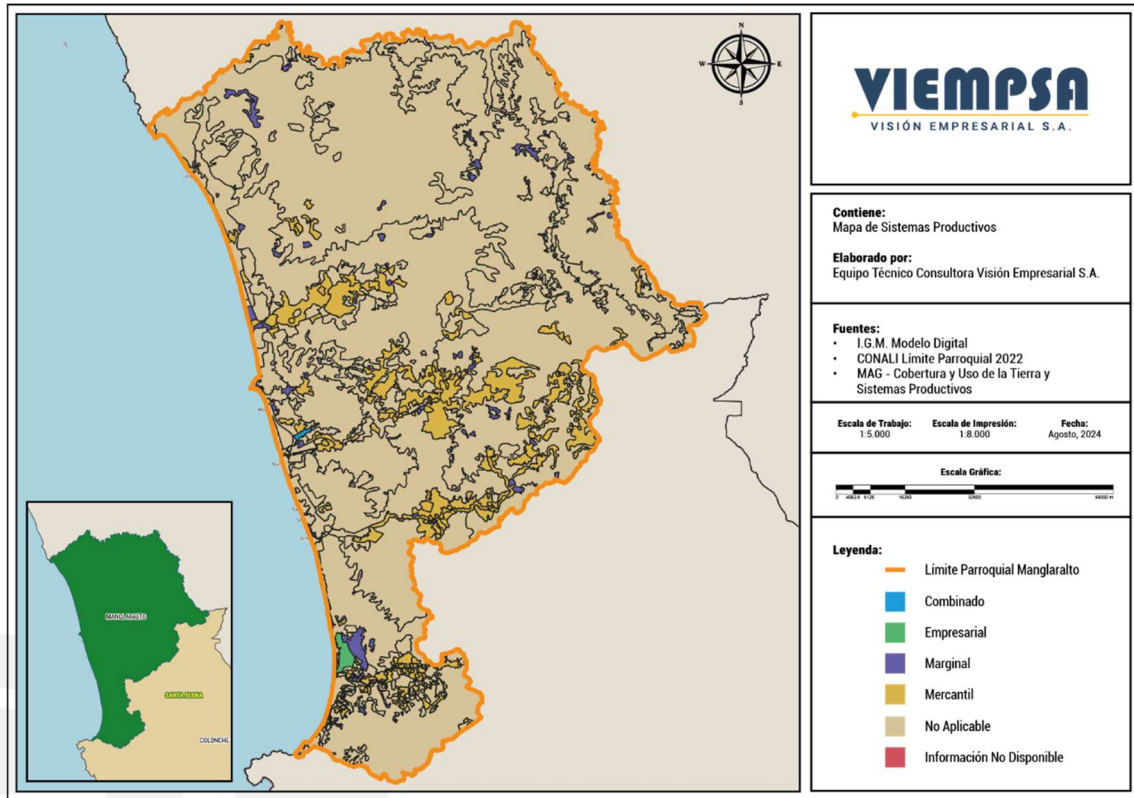 N
W
E
S
VIEMPSA
VISIÓN EMPRESARIAL S.A.
Contiene:
Mapa de Sistemas Productivos
Elaborado por:
Equipo Técnico Consultora Visión Empresarial S.A.
Fuentes:
• I.G.M. Modelo Digital
• CONALI Límite Parroquial 2022
• MAG - Cobertura y Uso de la Tierra y
Sistemas Productivos
Escala de Trabajo:
1:5.000
Escala de Impresión:
1:8.000
Fecha:
Agosto, 2024
Escala Gráfica:
0
Leyenda:
Límite Parroquial Manglaralto
Combinado
Empresarial
Marginal
Mercantil
No Aplicable
Información No Disponible
MANGLARALTO
SANTA ELENA
COLONCHE